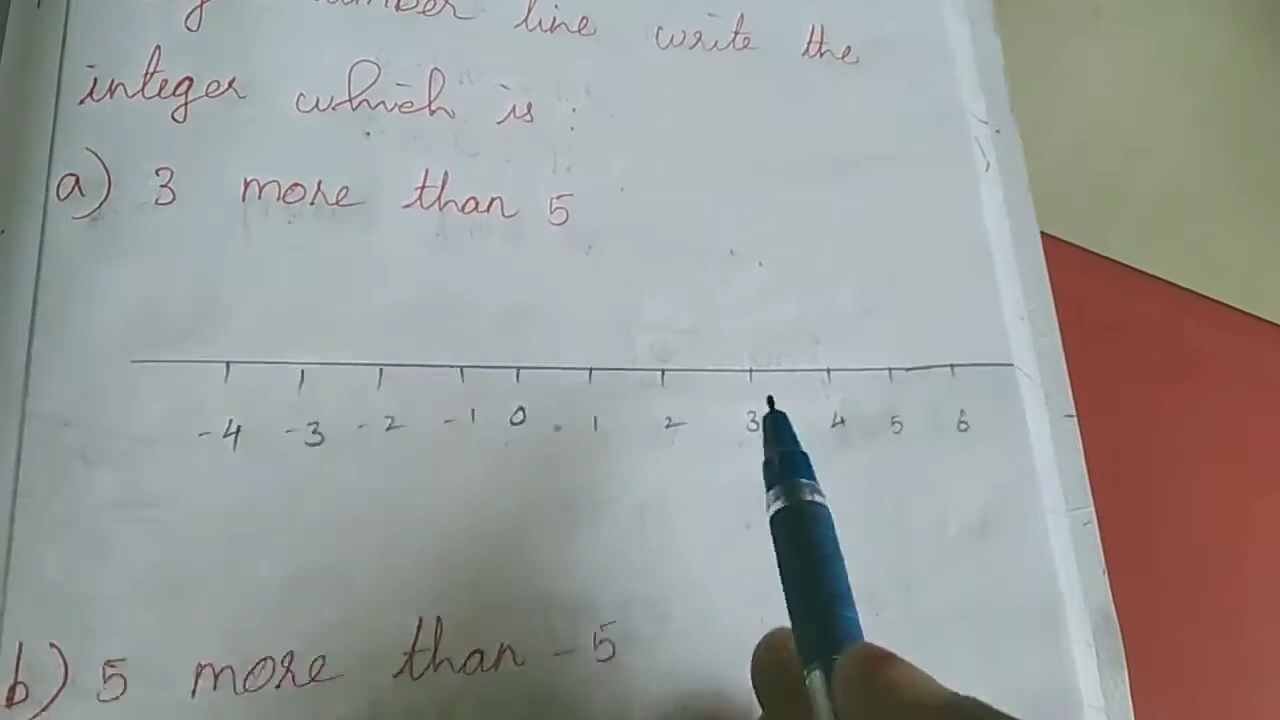 line write the
integer which is :
a) 3 more than 5
-4 -3 -2 -1 0 1 2 3 4 5 6
b) 5 more than -5